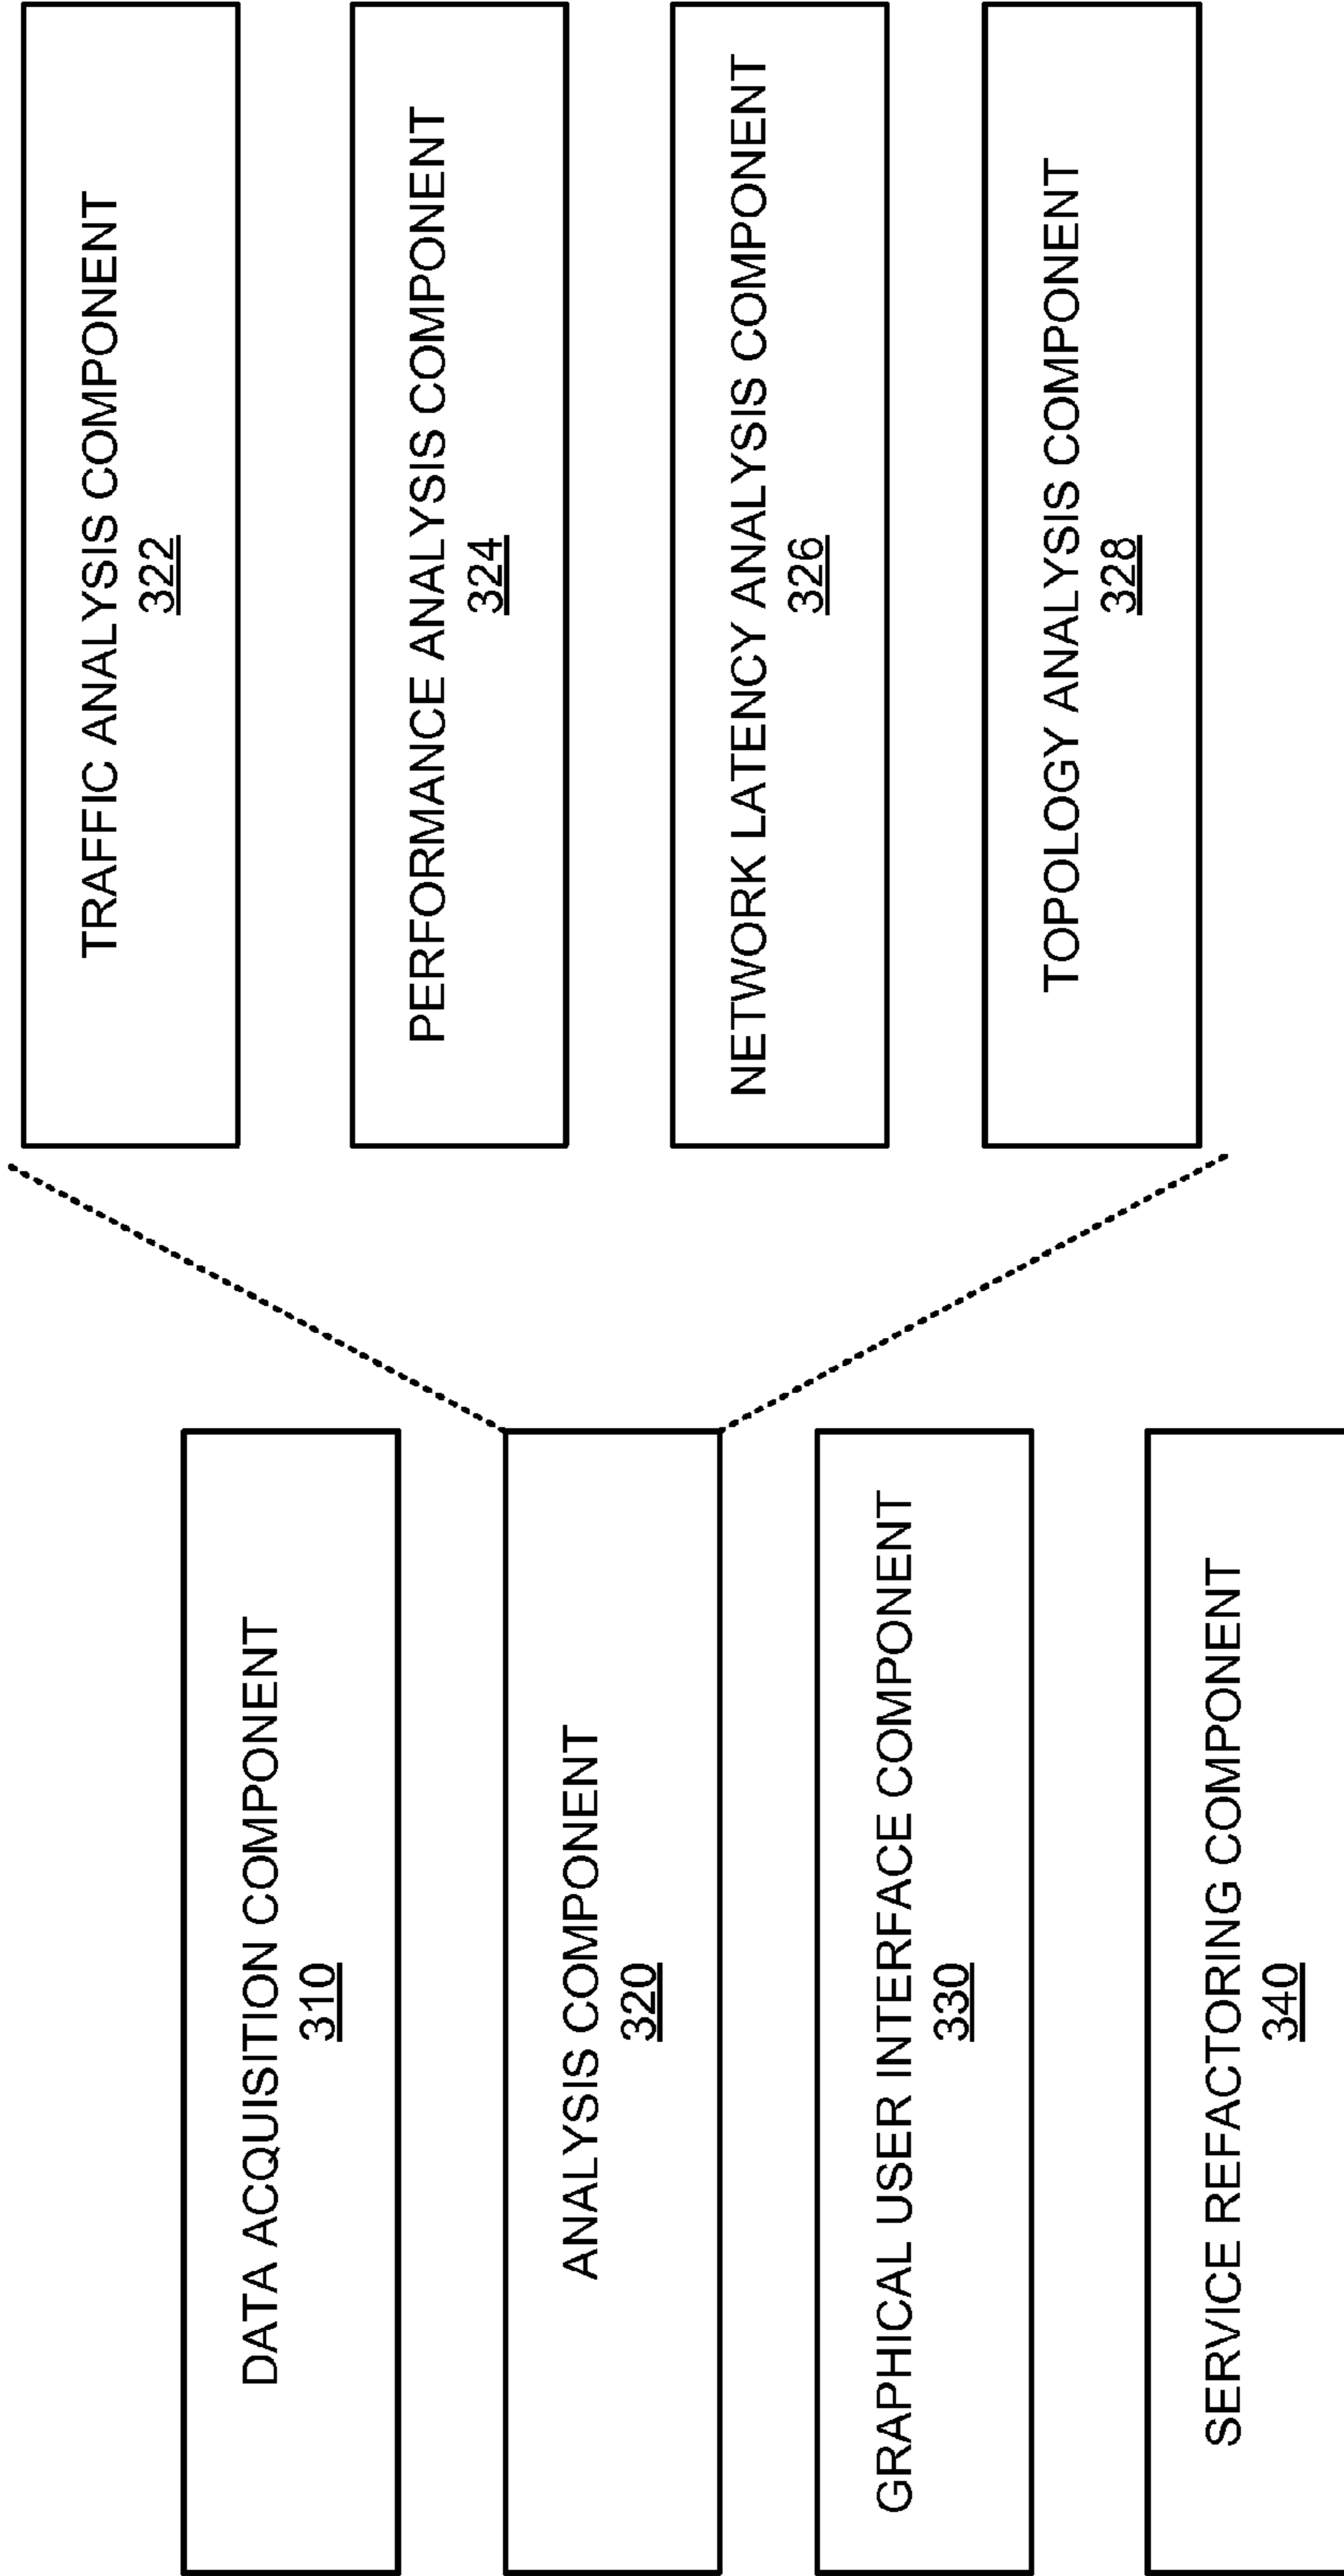 DATA ACQUISITION COMPONENT
310
ANALYSIS COMPONENT
320
GRAPHICAL USER INTERFACE COMPONENT
330
SERVICE REFACTORING COMPONENT
340
TRAFFIC ANALYSIS COMPONENT
322
PERFORMANCE ANALYSIS COMPONENT
324
NETWORK LATENCY ANALYSIS COMPONENT
326
TOPOLOGY ANALYSIS COMPONENT
328